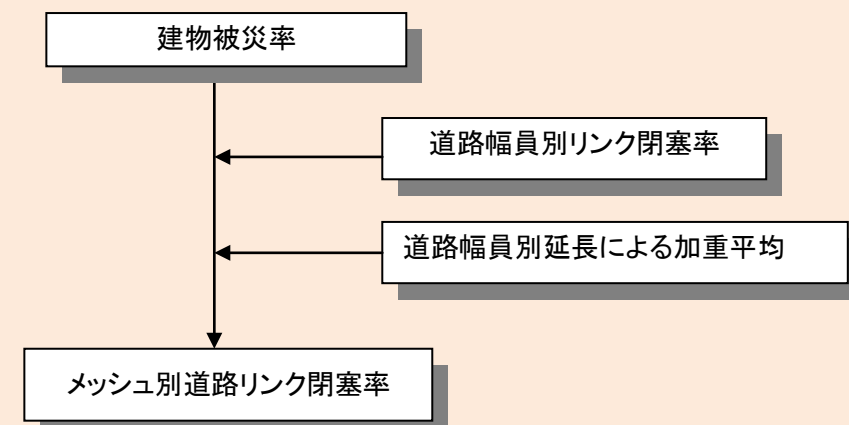 建物被災率
道路幅員別リンク閉塞率
道路幅員別延長による加重平均
メッシュ別道路リンク閉塞率